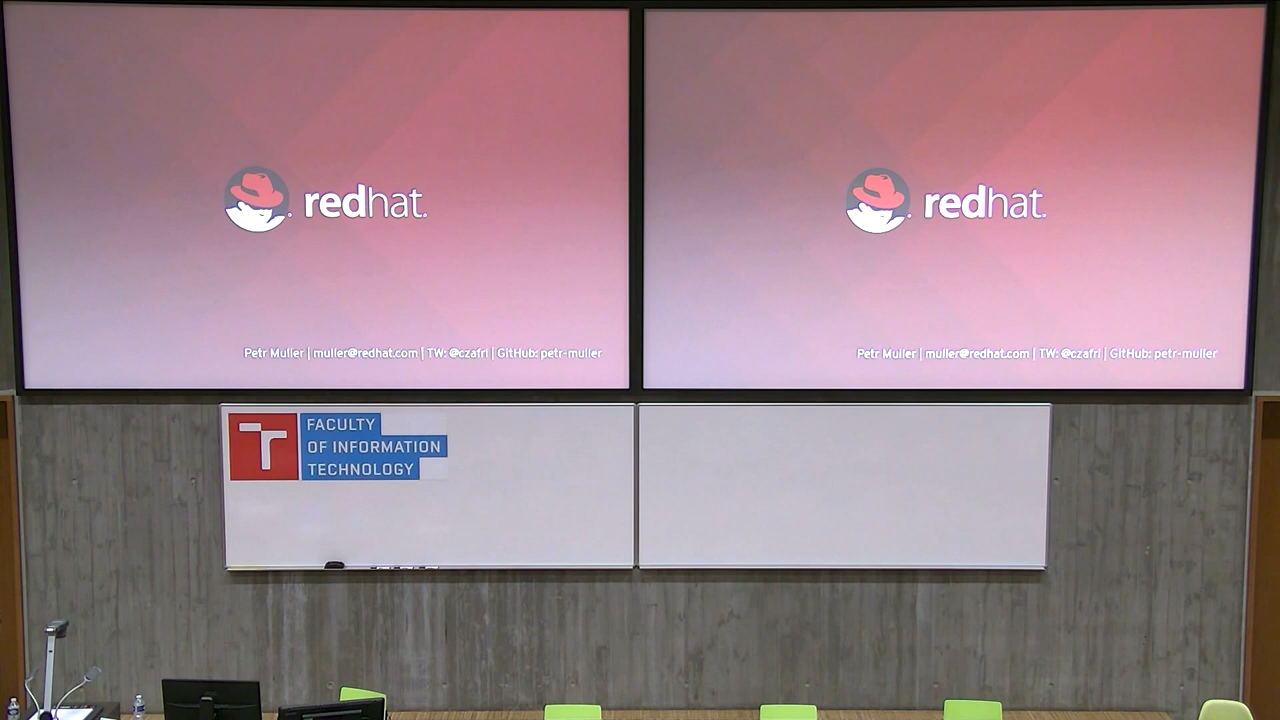 redhat.
Petr Muller | muller@redhat.com | TW: @czafri | GitHub: petr-muller
redhat.
Petr Muller | muller@redhat.com | TW: @czafri | GitHub: petr-muller
FACULTY
OF INFORMATION
TECHNOLOGY